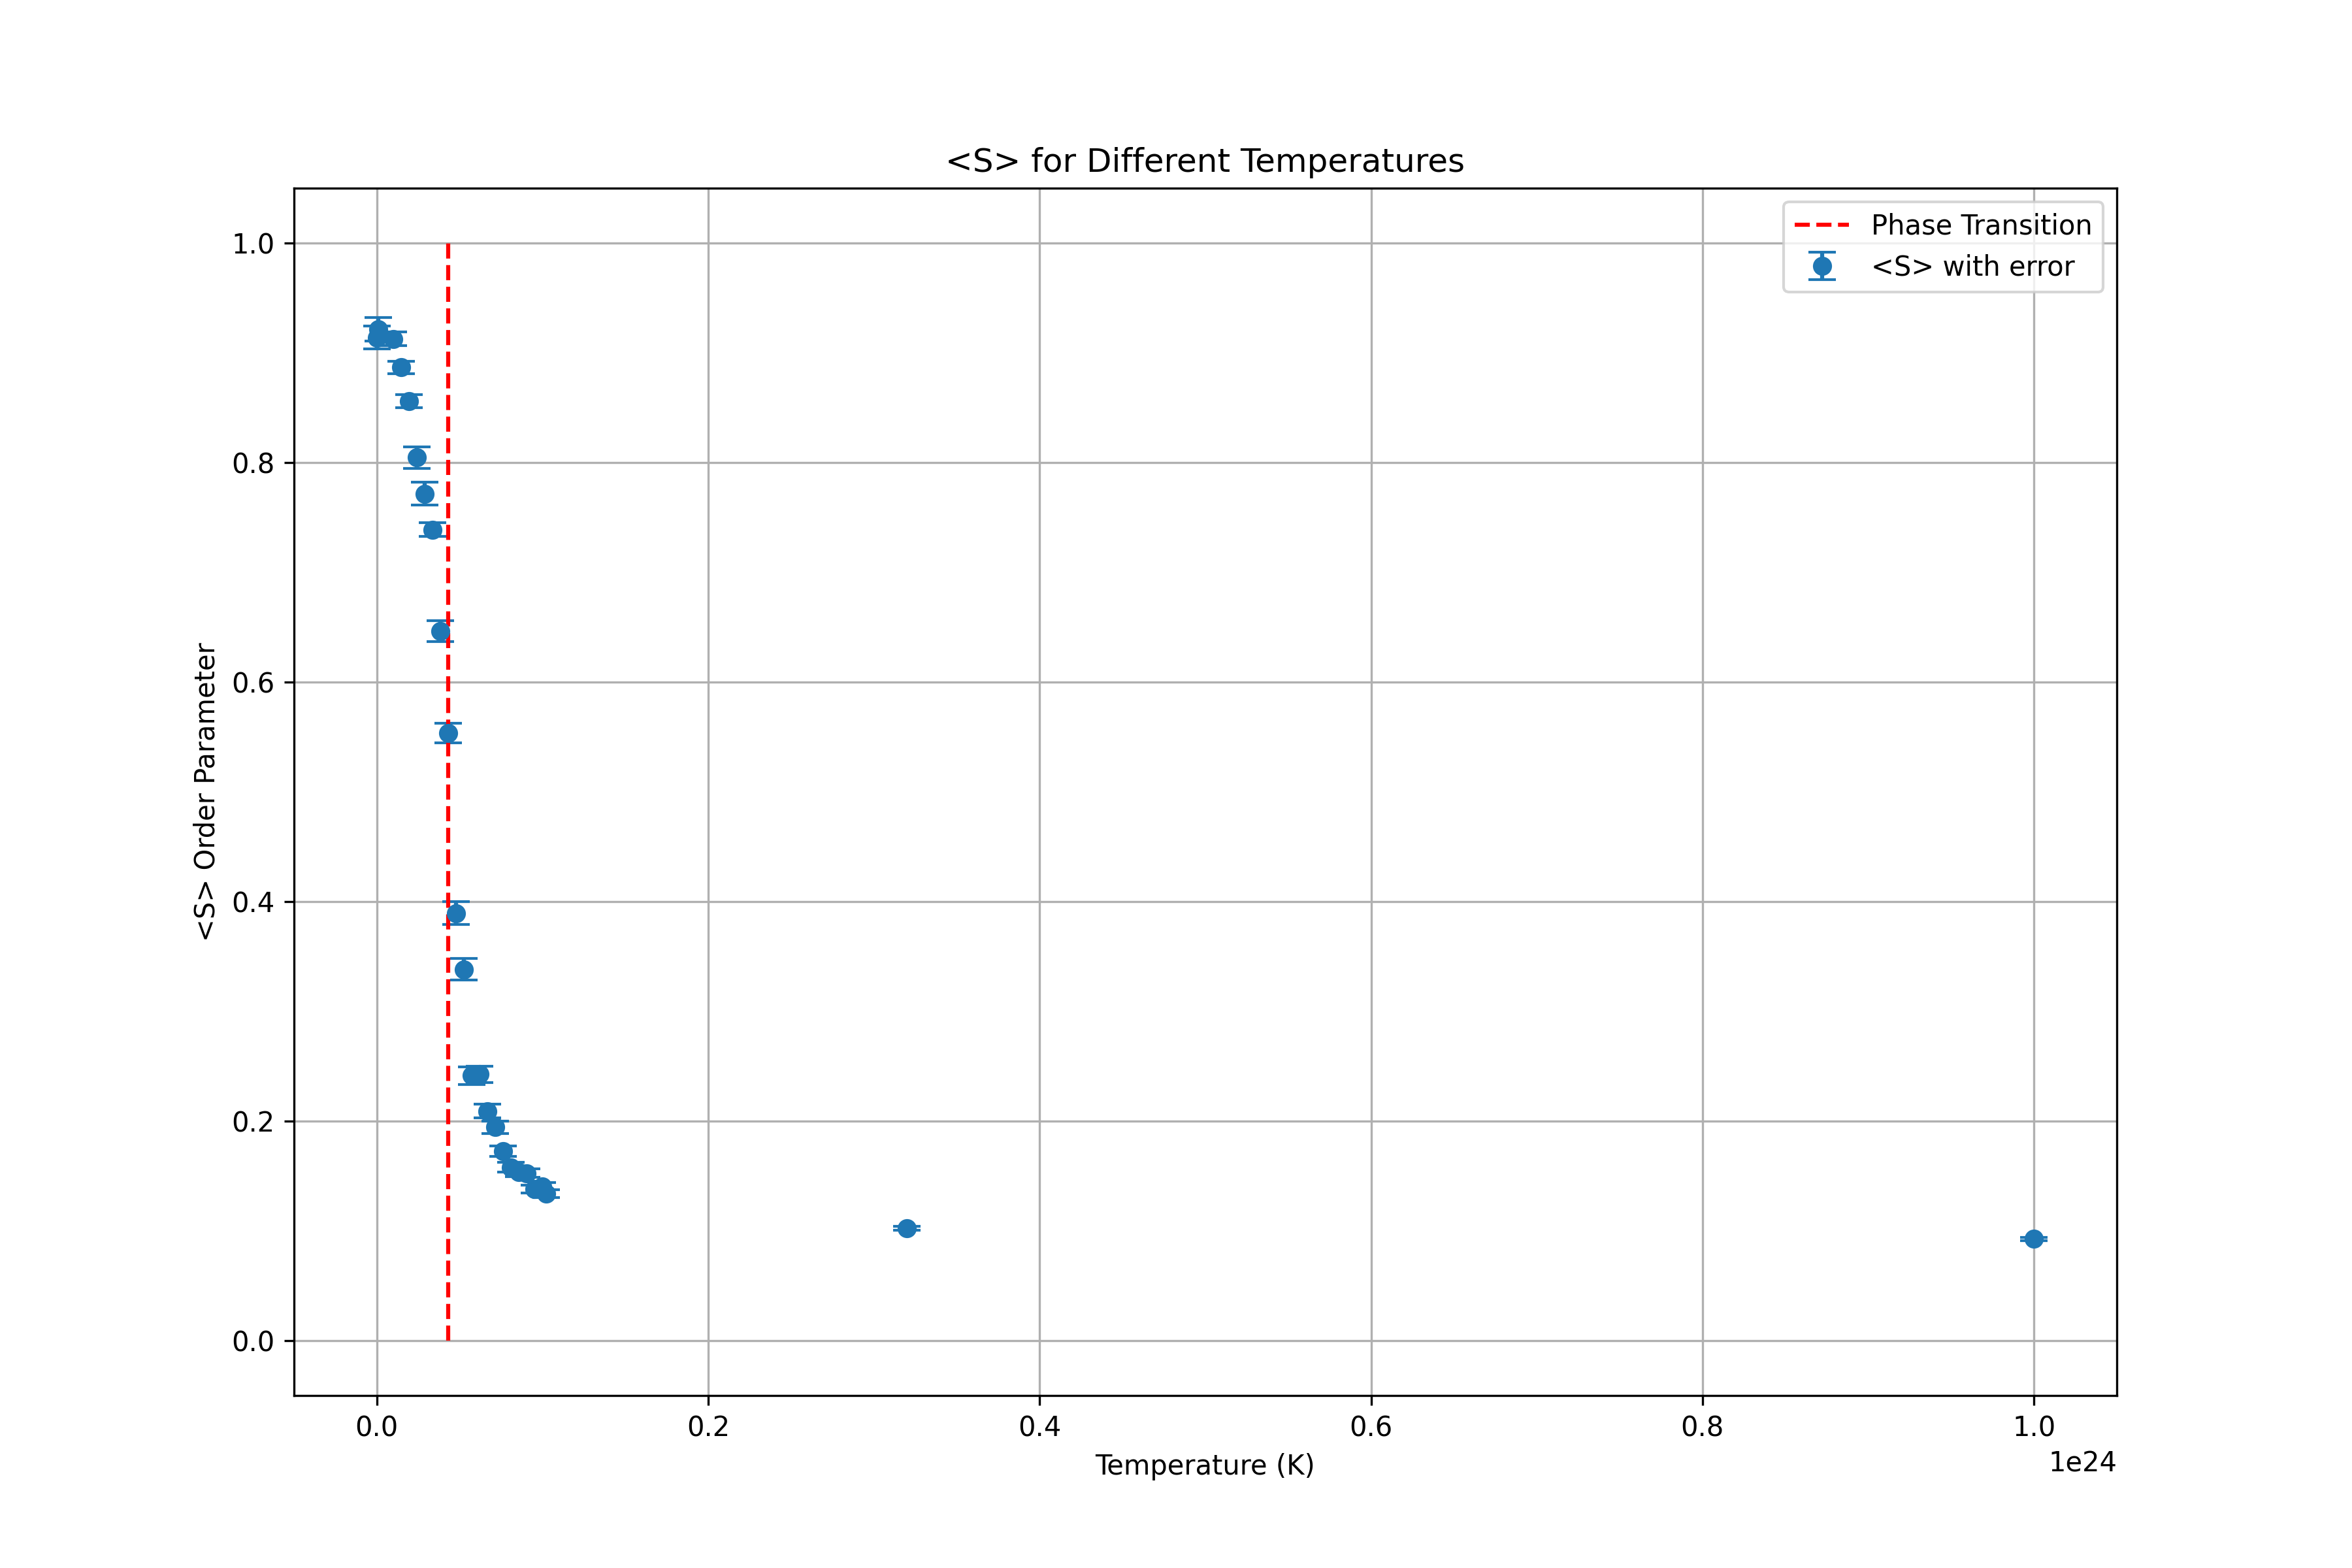 <S> for Different Temperatures
Phase Transition
<S> with error
<S> Order Parameter
1.0
0.8
0.6
0.4
0.2
0.0
0.0 0.2 0.4 0.6 0.8 1.0
1e24
Temperature (K)